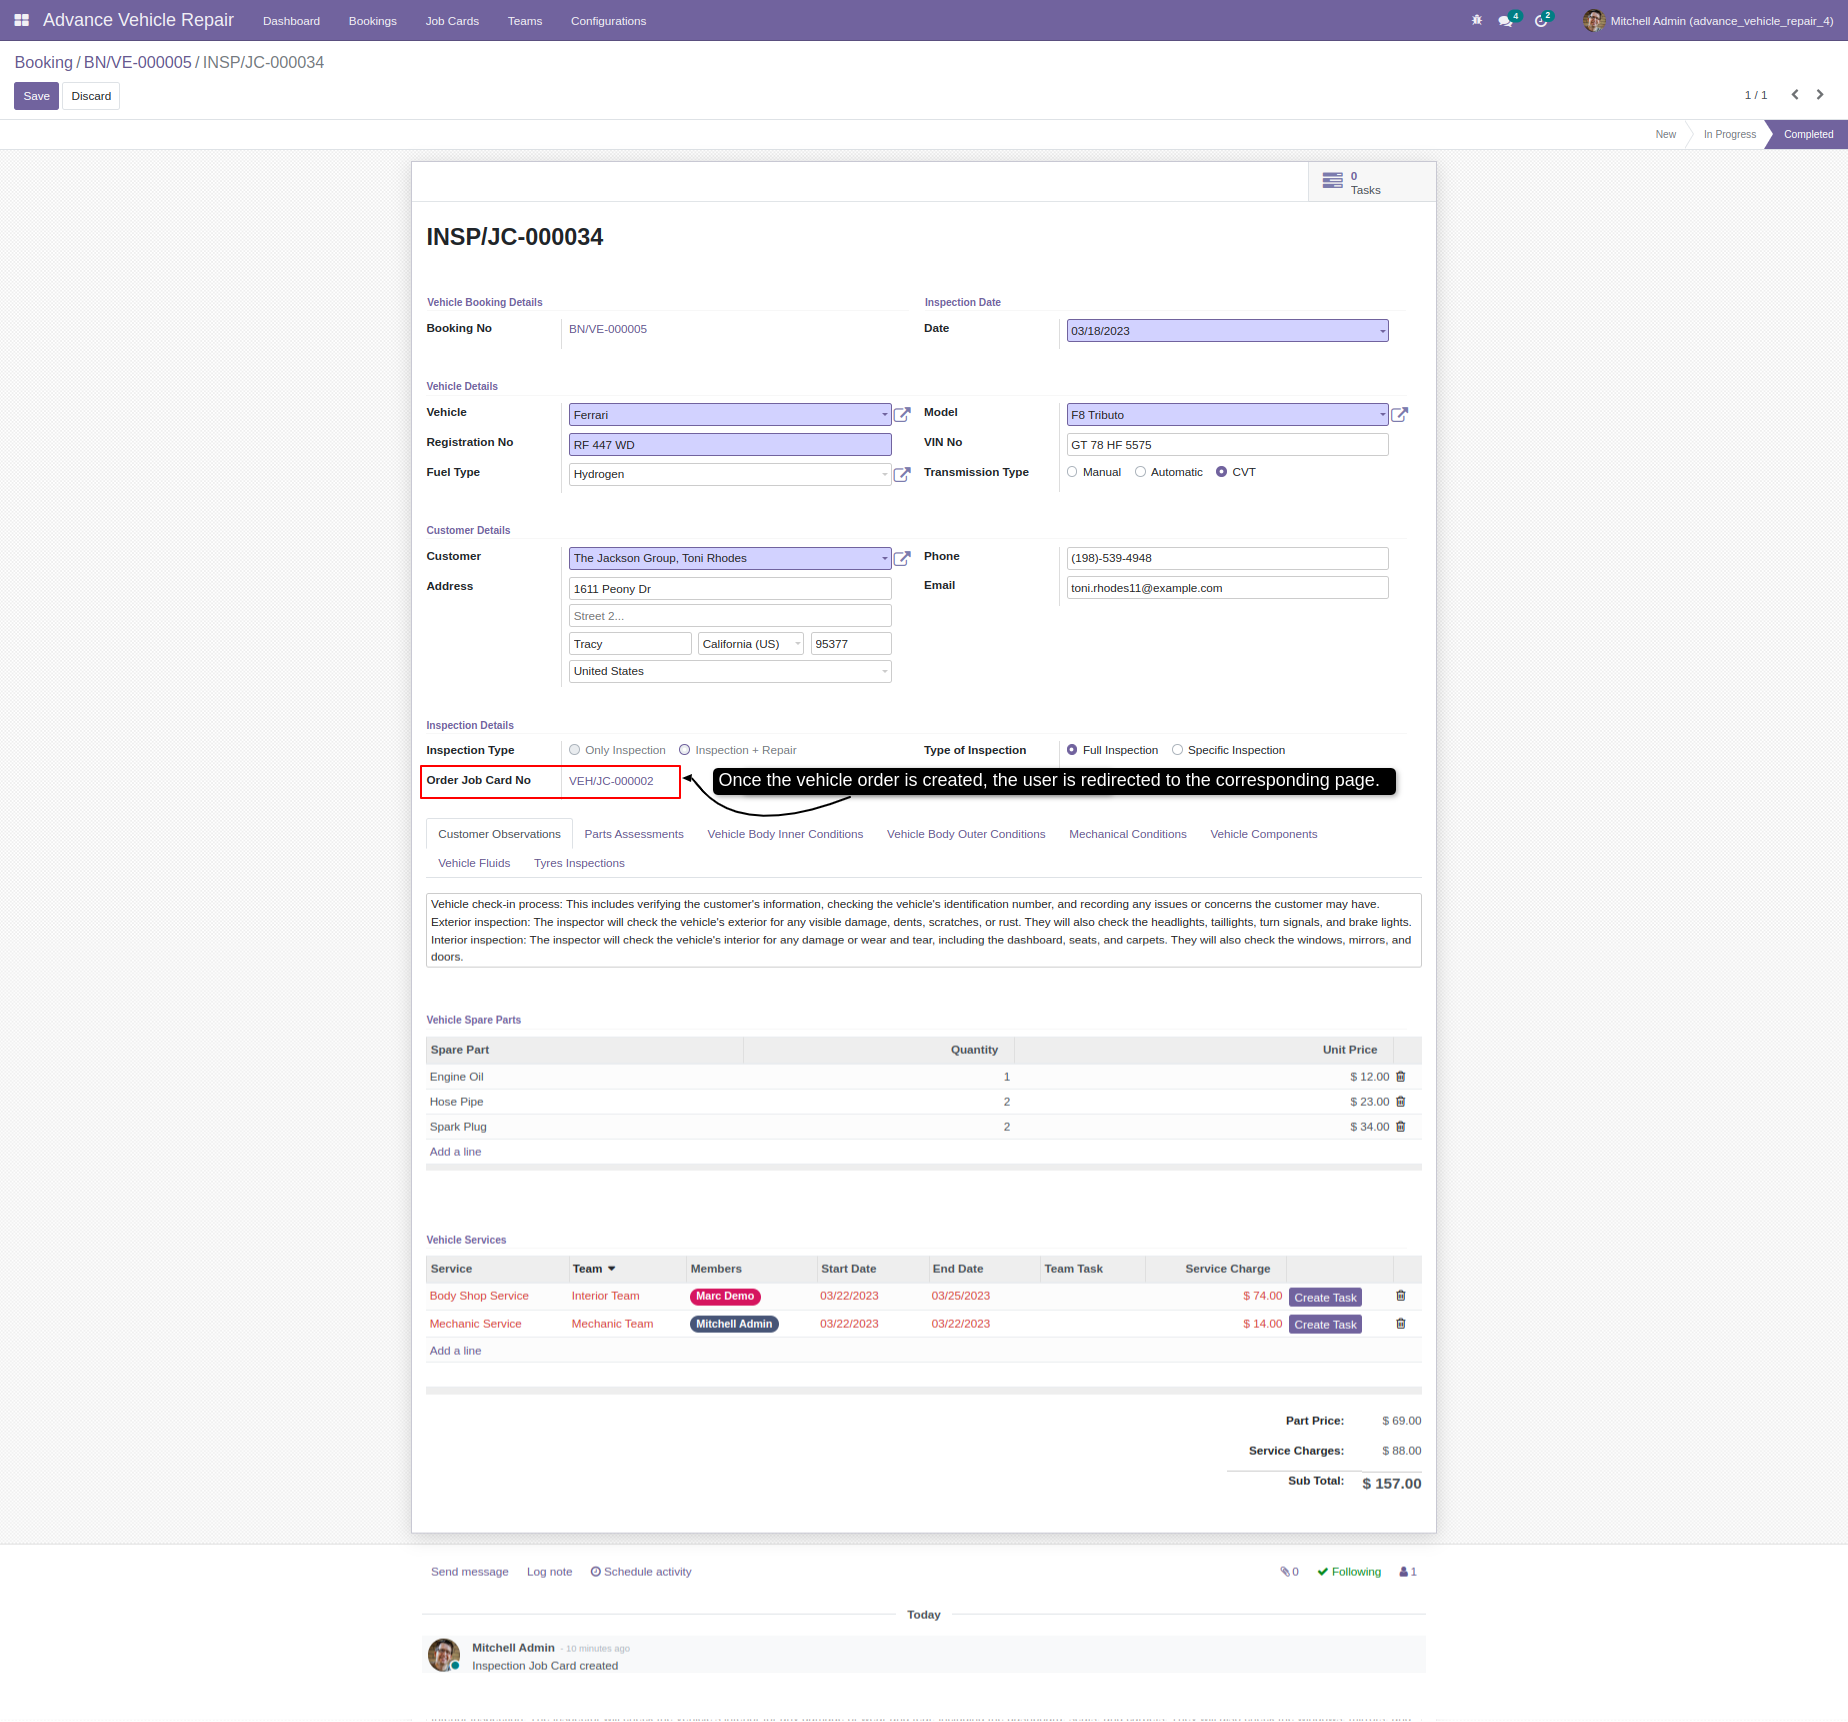 Advance Vehicle Repair Dashboard Bookings Job Cards Teams Configurations 4 2 Mitchell Admin (advance_vehicle_repair_4)
Booking / BN/VE-000005 / INSP/JC-000034
Save Discard 1 / 1
New In Progress Completed
0
Tasks
INSP/JC-000034
Vehicle Booking Details Inspection Date
Booking No BN/VE-000005 Date 03/18/2023
Vehicle Details
Vehicle Ferrari Model F8 Tributo
Registration No RF 447 WD VIN No GT 78 HF 5575
Fuel Type Hydrogen Transmission Type Manual Automatic CVT
Customer Details
Customer The Jackson Group, Toni Rhodes Phone (198)-539-4948
Address 1611 Peony Dr Email toni.rhodes11@example.com
Street 2...
Tracy California (US) 95377
United States
Inspection Details
Inspection Type Only Inspection Inspection + Repair Type of Inspection Full Inspection Specific Inspection
Order Job Card No VEH/JC-000002 Once the vehicle order is created, the user is redirected to the corresponding page.
Customer Observations Parts Assessments Vehicle Body Inner Conditions Vehicle Body Outer Conditions Mechanical Conditions Vehicle Components
Vehicle Fluids Tyres Inspections
Vehicle check-in process: This includes verifying the customer's information, checking the vehicle's identification number, and recording any issues or concerns the customer may have.
Exterior inspection: The inspector will check the vehicle's exterior for any visible damage, dents, scratches, or rust. They will also check the headlights, taillights, turn signals, and brake lights.
Interior inspection: The inspector will check the vehicle's interior for any damage or wear and tear, including the dashboard, seats, and carpets. They will also check the windows, mirrors, and
doors.
Vehicle Spare Parts
Spare Part Quantity Unit Price
Engine Oil 1 $ 12.00
Hose Pipe 2 $ 23.00
Spark Plug 2 $ 34.00
Add a line
Vehicle Services
Service Team Members Start Date End Date Team Task Service Charge
Body Shop Service Interior Team Marc Demo 03/22/2023 03/25/2023 $ 74.00 Create Task
Mechanic Service Mechanic Team Mitchell Admin 03/22/2023 03/22/2023 $ 14.00 Create Task
Add a line
Part Price: $ 69.00
Service Charges: $ 88.00
Sub Total: $ 157.00
Send message Log note Schedule activity 0 Following 1
Today
Mitchell Admin - 10 minutes ago
Inspection Job Card created